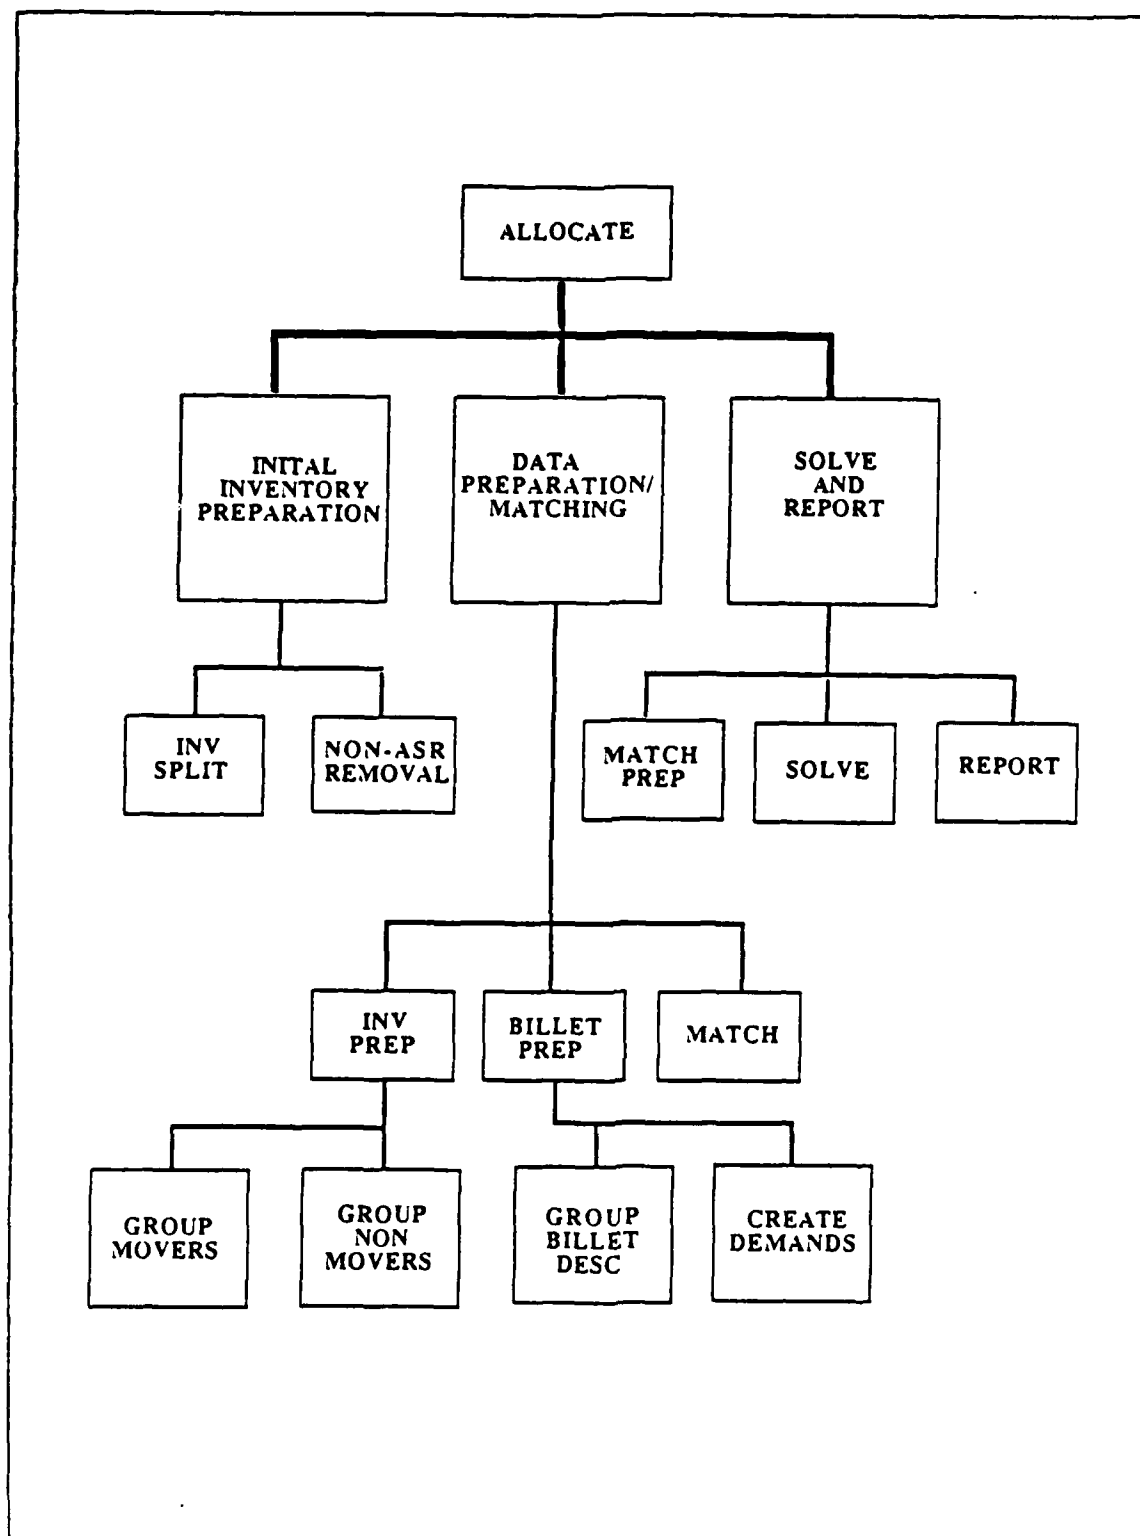 ALLOCATE
INITAL
INVENTORY
PREPARATION
DATA
PREPARATION/
MATCHING
SOLVE
AND
REPORT
INV
SPLIT
NON-ASR
REMOVAL
MATCH
PREP
SOLVE
REPORT
INV
PREP
BILLET
PREP
MATCH
GROUP
MOVERS
GROUP
NON
MOVERS
GROUP
BILLET
DESC
CREATE
DEMANDS